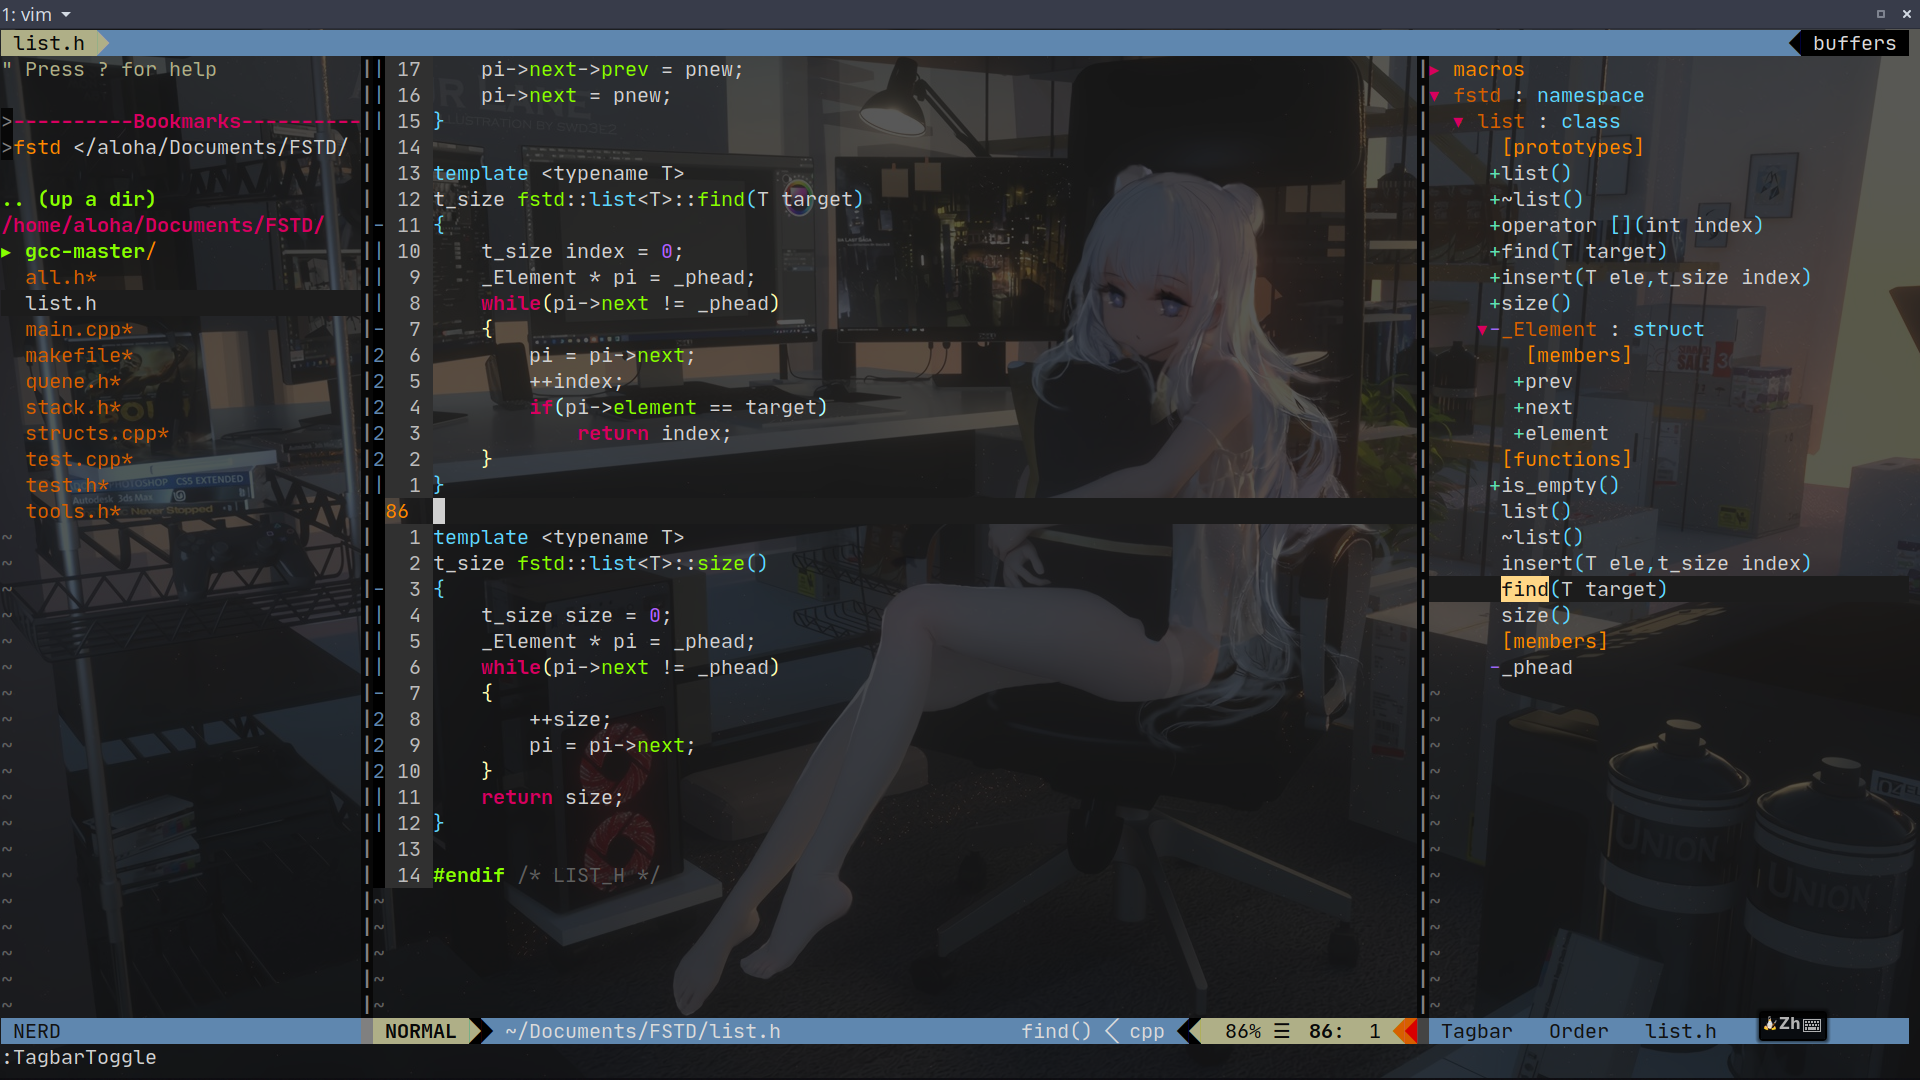 1: vim
list.h
buffers
" Press ? for help
>----------Bookmarks----------
>fstd </aloha/Documents/FSTD/
.. (up a dir)
/home/aloha/Documents/FSTD/
▸ gcc-master/
all.h*
list.h
main.cpp*
makefile*
quene.h*
stack.h*
structs.cpp*
test.cpp*
test.h*
tools.h*
17     pi->next->prev = pnew;
16     pi->next = pnew;
15 }
14
13 template <typename T>
12 t_size fstd::list<T>::find(T target)
11 {
10     t_size index = 0;
9     _Element * pi = _phead;
8     while(pi->next != _phead)
7     {
6         pi = pi->next;
5         ++index;
4         if(pi->element == target)
3             return index;
2     }
1 }
86
1 template <typename T>
2 t_size fstd::list<T>::size()
3 {
4     t_size size = 0;
5     _Element * pi = _phead;
6     while(pi->next != _phead)
7     {
8         ++size;
9         pi = pi->next;
10     }
11     return size;
12 }
13
14 #endif /* LIST_H */
▸ macros
▾ fstd : namespace
▾ list : class
[prototypes]
+list()
+~list()
+operator [](int index)
+find(T target)
+insert(T ele,t_size index)
+size()
▾-_Element : struct
[members]
+prev
+next
+element
[functions]
+is_empty()
list()
~list()
insert(T ele,t_size index)
find(T target)
size()
[members]
-_phead
UNION
UNION
NERD
NORMAL ~/Documents/FSTD/list.h find() cpp 86% ☰ 86: 1
Tagbar Order list.h
Zh
:TagbarToggle